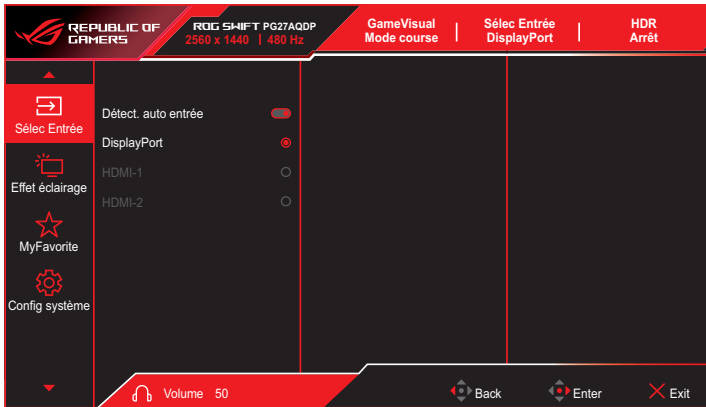 REPUBLIC OF
GAMERS
ROG SWIFT PG27AQDP
2560 x 1440 | 480 Hz
GameVisual
Mode course
Sélec Entrée
DisplayPort
HDR
Arrêt
Sélec Entrée
Effet éclairage
MyFavorite
Config système
Détect. auto entrée
DisplayPort
HDMI-1
HDMI-2
Volume 50
Back
Enter
Exit